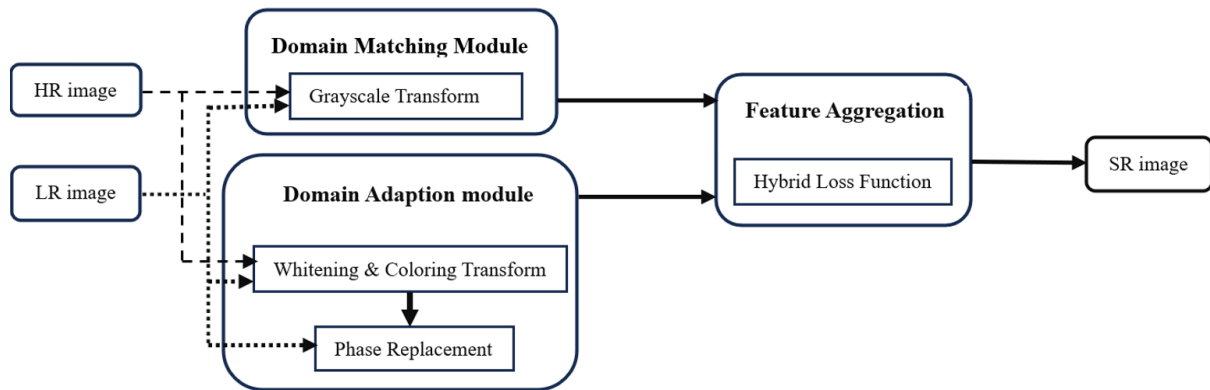 HR image
LR image
Domain Matching Module
Grayscale Transform
Domain Adaption module
Whitening & Coloring Transform
Phase Replacement
Feature Aggregation
Hybrid Loss Function
SR image